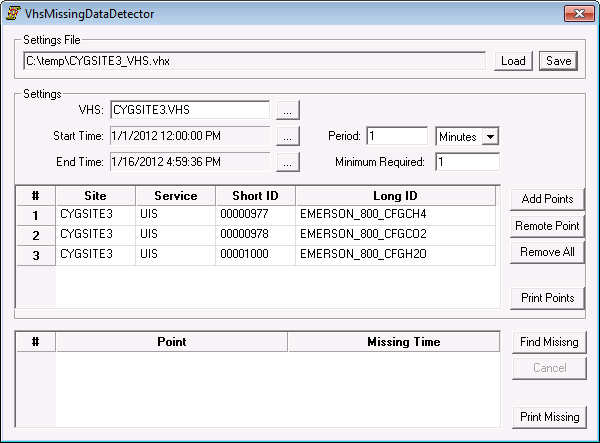 VhsMissingDataDetector
Settings File
C:\temp\CYGSITE3_VHS.vhx Load Save
Settings
VHS: CYGSITE3.VHS ...
Start Time: 1/1/2012 12:00:00 PM ... Period: 1 Minutes
End Time: 1/16/2012 4:59:36 PM ... Minimum Required: 1
# Site Service Short ID Long ID Add Points
1 CYGSITE3 UIS 00000977 EMERSON_800_CFGCH4
2 CYGSITE3 UIS 00000978 EMERSON_800_CFGCO2 Remote Point
3 CYGSITE3 UIS 00001000 EMERSON_800_CFGH2O Remove All
Print Points
# Point Missing Time Find Misisng
Cancel
Print Missing